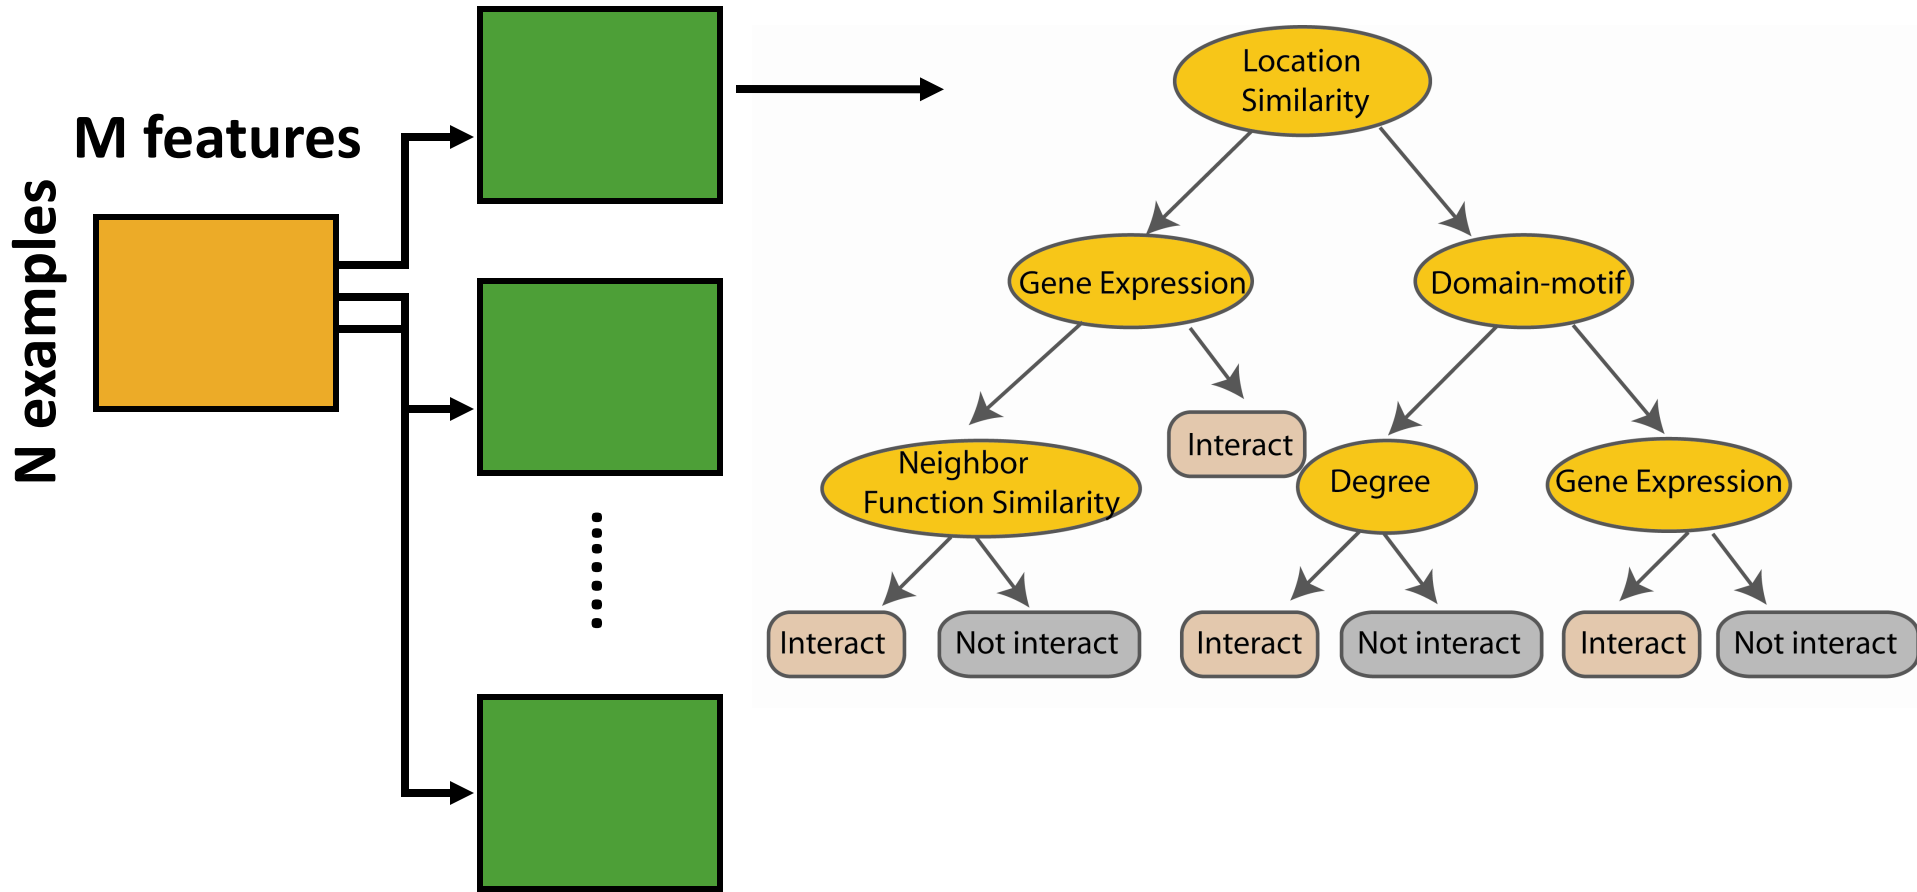 M features
N examples
Location
Similarity
Gene Expression
Domain-motif
Interact
Neighbor
Function Similarity
Degree
Gene Expression
Interact
Not interact
Interact
Not interact
Interact
Not interact